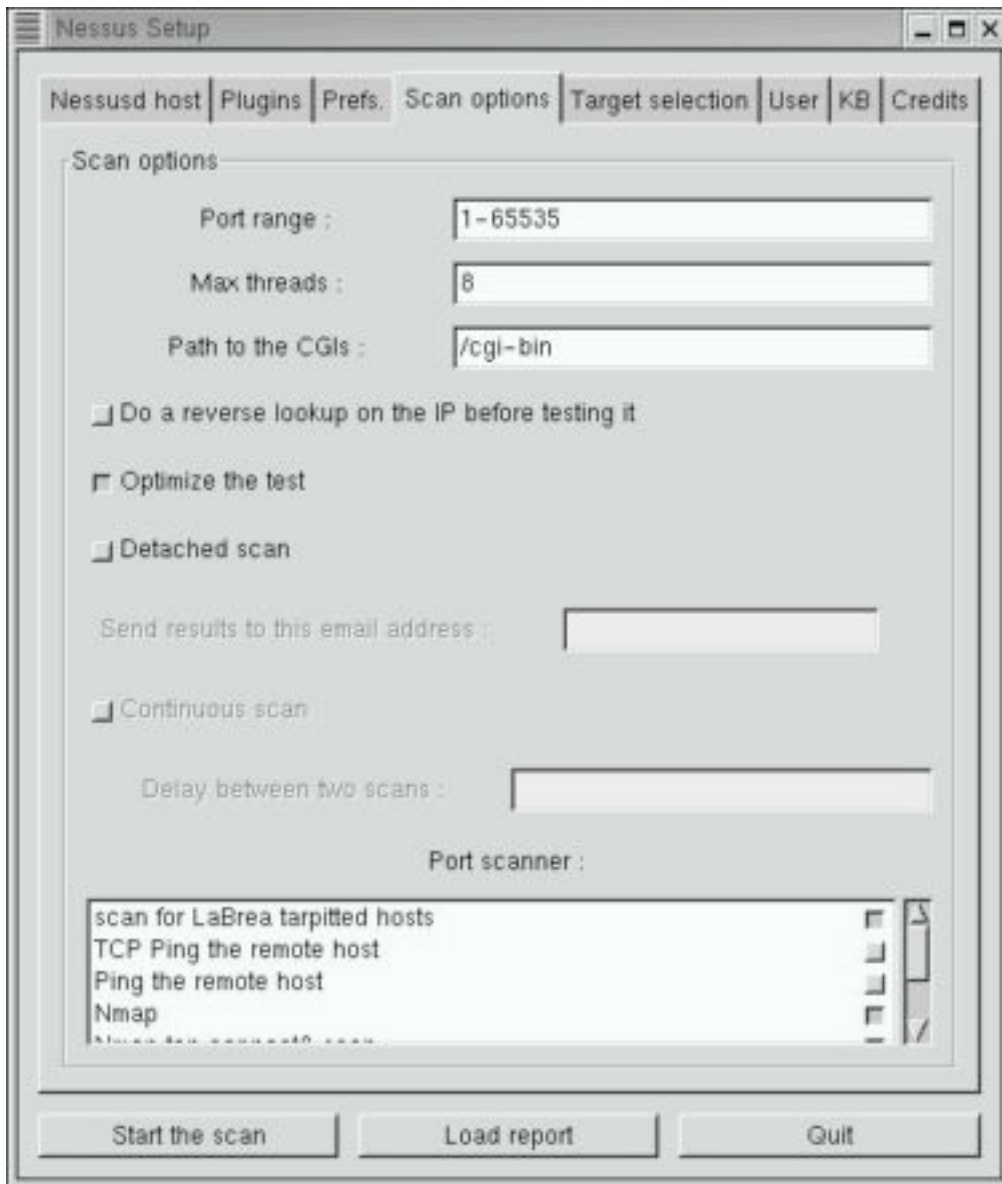 Nessus Setup
Nessusd host Plugins Prefs. Scan options Target selection User KB Credits
Scan options
Port range : 1-65535
Max threads : 8
Path to the CGIs : /cgi-bin
Do a reverse lookup on the IP before testing it
Optimize the test
Detached scan
Send results to this email address :
Continuous scan
Delay between two scans :
Port scanner :
scan for LaBrea tarpitted hosts
TCP Ping the remote host
Ping the remote host
Nmap
Start the scan Load report Quit